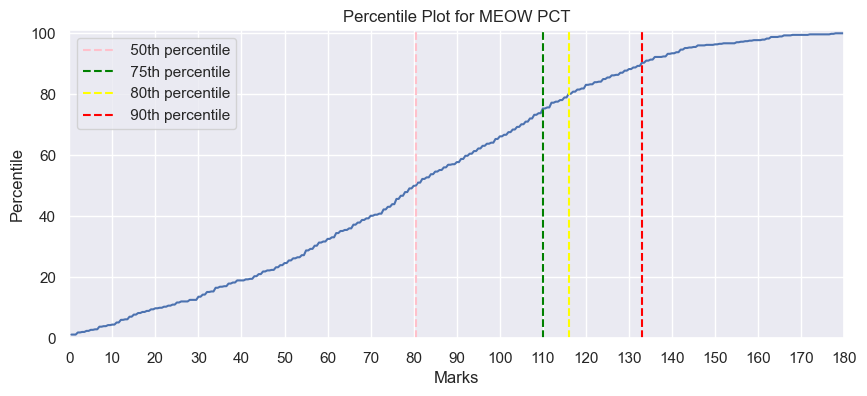 Percentile Plot for MEOW PCT
50th percentile
75th percentile
80th percentile
90th percentile
Percentile
100
80
60
40
20
0
0 10 20 30 40 50 60 70 80 90 100 110 120 130 140 150 160 170 180
Marks